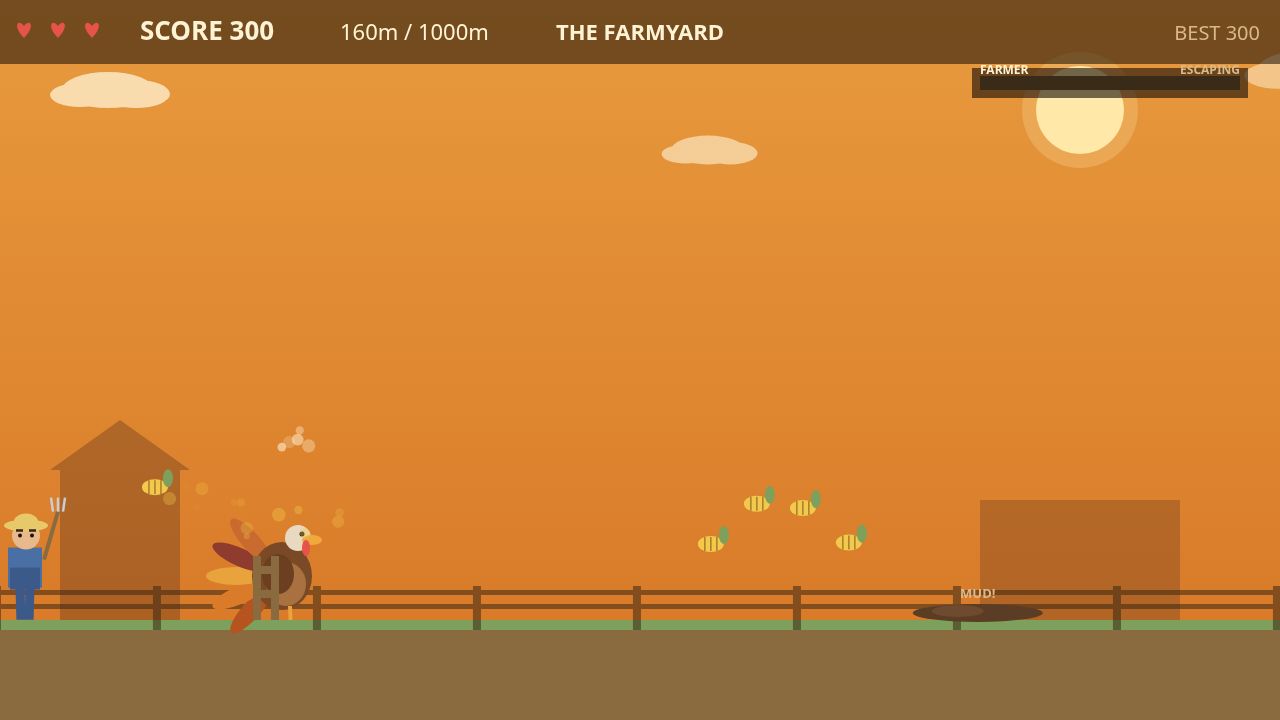 SCORE 300
160m / 1000m
THE FARMYARD
BEST 300
FARMER
ESCAPING
MUD!